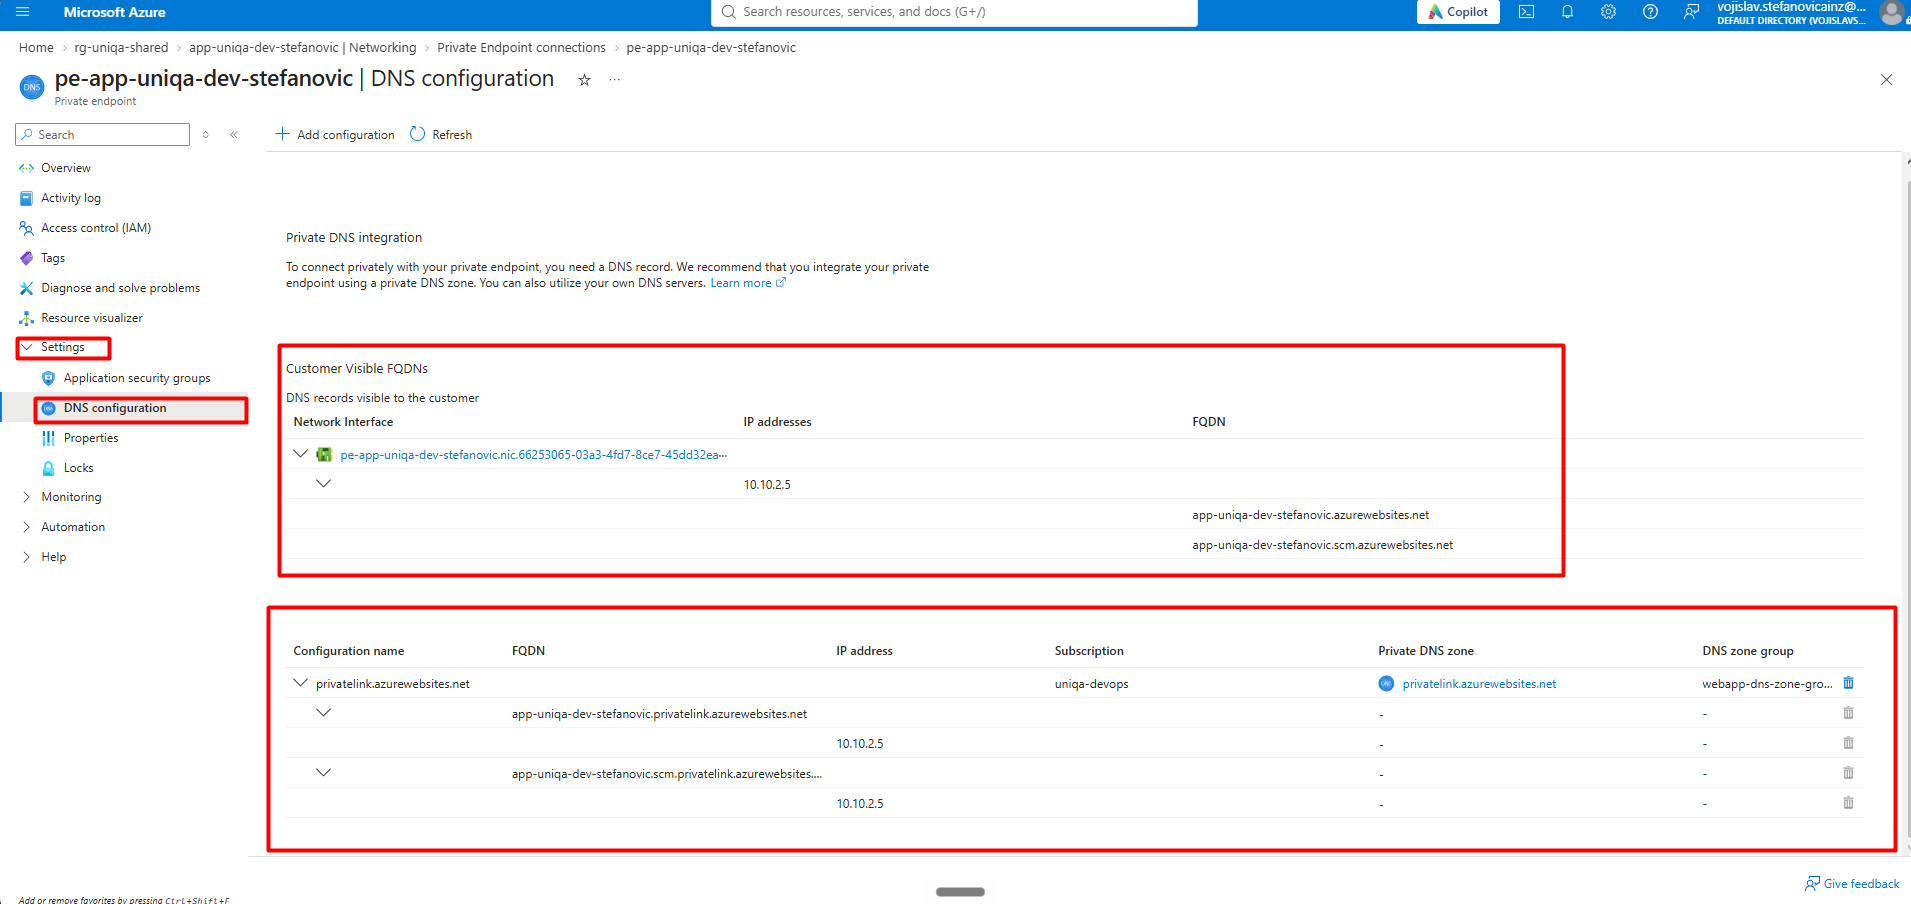 Microsoft Azure
Search resources, services, and docs (G+/)
Copilot
vojislav.stefanovicainz@...
DEFAULT DIRECTORY (VOJISLAVS...
Home > rg-uniqa-shared > app-uniqa-dev-stefanovic | Networking > Private Endpoint connections > pe-app-uniqa-dev-stefanovic
DNS
pe-app-uniqa-dev-stefanovic | DNS configuration
Private endpoint
Search
Add configuration
Refresh
Overview
Activity log
Access control (IAM)
Tags
Diagnose and solve problems
Resource visualizer
Settings
Application security groups
DNS configuration
Properties
Locks
Monitoring
Automation
Help
Private DNS integration
To connect privately with your private endpoint, you need a DNS record. We recommend that you integrate your private
endpoint using a private DNS zone. You can also utilize your own DNS servers. Learn more
Customer Visible FQDNs
DNS records visible to the customer
Network Interface IP addresses FQDN
pe-app-uniqa-dev-stefanovic.nic.66253065-03a3-4fd7-8ce7-45dd32ea...
10.10.2.5
app-uniqa-dev-stefanovic.azurewebsites.net
app-uniqa-dev-stefanovic.scm.azurewebsites.net
Configuration name FQDN IP address Subscription Private DNS zone DNS zone group
privatelink.azurewebsites.net uniqa-devops privatelink.azurewebsites.net webapp-dns-zone-gro...
app-uniqa-dev-stefanovic.privatelink.azurewebsites.net - -
10.10.2.5 - -
app-uniqa-dev-stefanovic.scm.privatelink.azurewebsites.... - -
10.10.2.5 - -
Give feedback
Add or remove favorites by pressing Ctrl+Shift+F